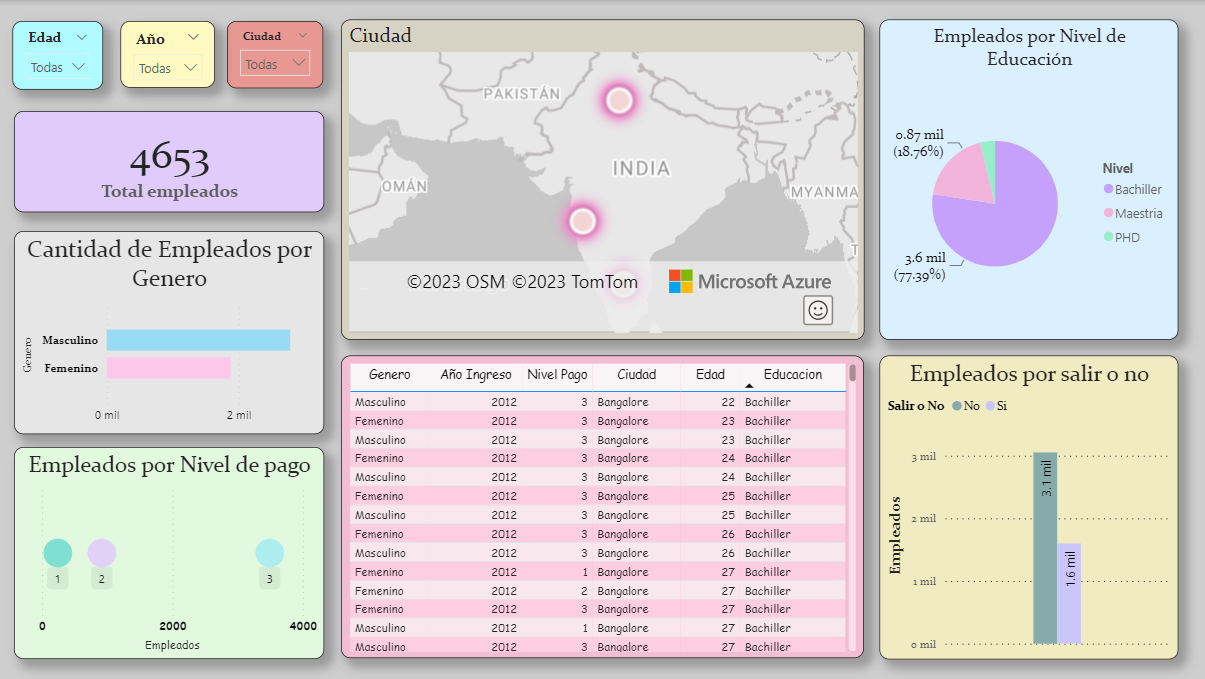 Edad
Todas
Año
Todas
Ciudad
Todas
4653
Total empleados
Cantidad de Empleados por
Genero
Genero
Masculino
Femenino
0 mil 2 mil
Empleados por Nivel de pago
1 2 3
0 2000 4000
Empleados
Ciudad
PAKISTÁN
INDIA
OMÁN
MYANMA
©2023 OSM ©2023 TomTom
Microsoft Azure
Genero Año Ingreso Nivel Pago Ciudad Edad Educacion
Masculino 2012 3 Bangalore 22 Bachiller
Femenino 2012 3 Bangalore 23 Bachiller
Masculino 2012 3 Bangalore 23 Bachiller
Femenino 2012 3 Bangalore 24 Bachiller
Masculino 2012 3 Bangalore 24 Bachiller
Femenino 2012 3 Bangalore 25 Bachiller
Masculino 2012 3 Bangalore 25 Bachiller
Femenino 2012 3 Bangalore 26 Bachiller
Masculino 2012 3 Bangalore 26 Bachiller
Femenino 2012 1 Bangalore 27 Bachiller
Femenino 2012 2 Bangalore 27 Bachiller
Femenino 2012 3 Bangalore 27 Bachiller
Masculino 2012 1 Bangalore 27 Bachiller
Masculino 2012 3 Bangalore 27 Bachiller
Empleados por Nivel de
Educación
0.87 mil
(18.76%)
3.6 mil
(77.39%)
Nivel
Bachiller
Maestria
PHD
Empleados por salir o no
Salir o No No Si
Empleados
3 mil
2 mil
1 mil
0 mil
3.1 mil
1.6 mil